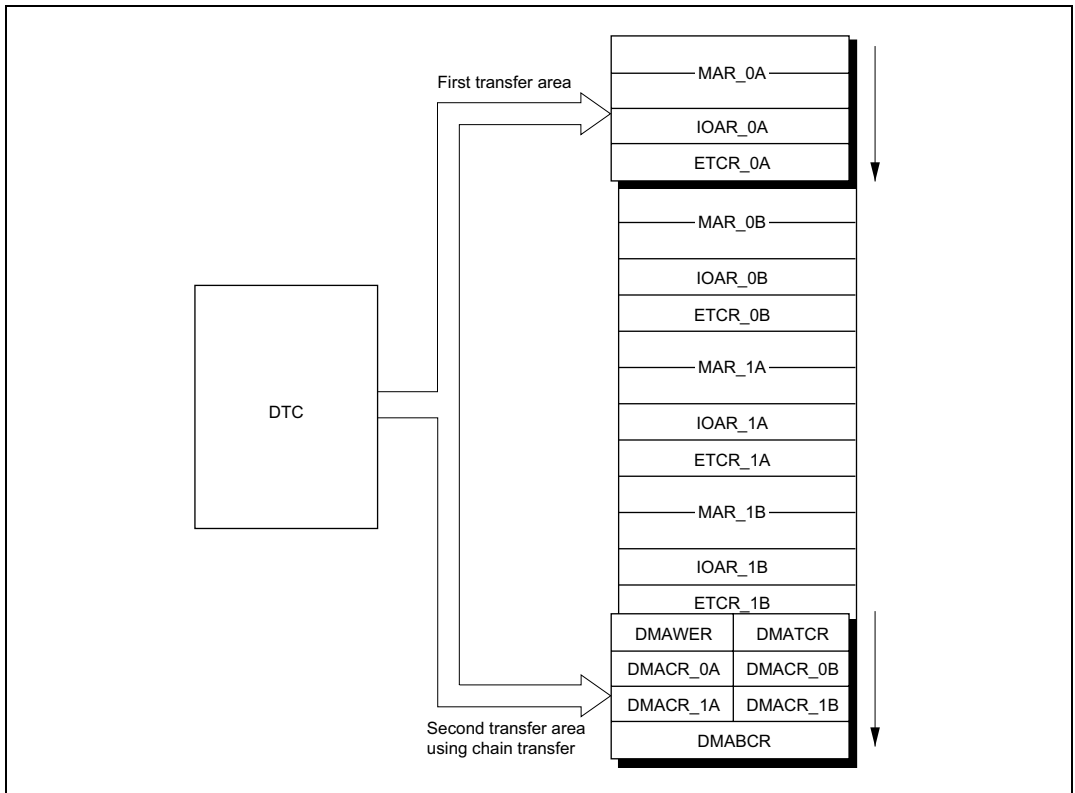 First transfer area
MAR_0A
IOAR_0A
ETCR_0A
MAR_0B
IOAR_0B
ETCR_0B
MAR_1A
DTC
IOAR_1A
ETCR_1A
MAR_1B
IOAR_1B
ETCR_1B
DMAWER DMATCR
DMACR_0A DMACR_0B
DMACR_1A DMACR_1B
Second transfer area
using chain transfer
DMABCR